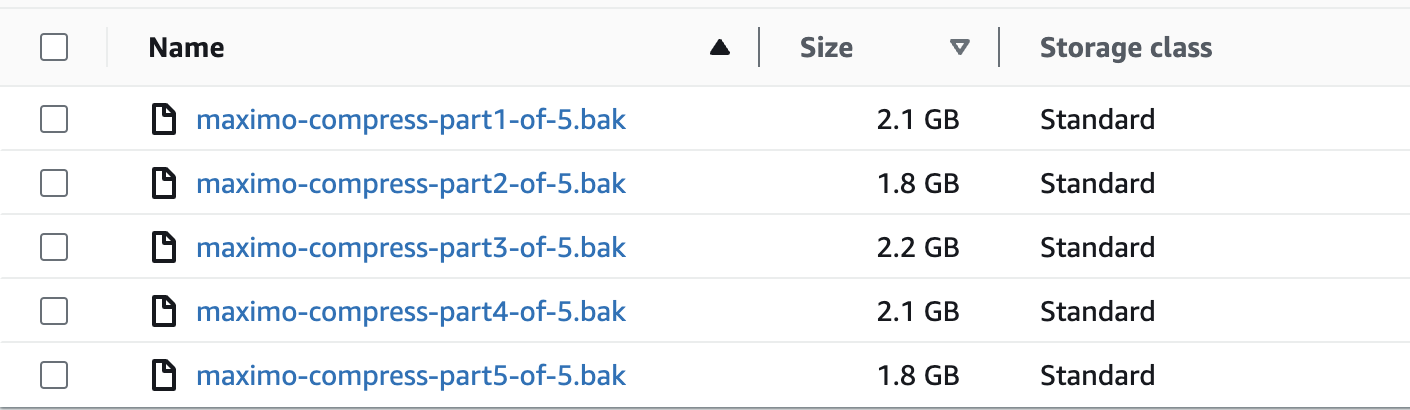 Name Size Storage class
maximo-compress-part1-of-5.bak 2.1 GB Standard
maximo-compress-part2-of-5.bak 1.8 GB Standard
maximo-compress-part3-of-5.bak 2.2 GB Standard
maximo-compress-part4-of-5.bak 2.1 GB Standard
maximo-compress-part5-of-5.bak 1.8 GB Standard